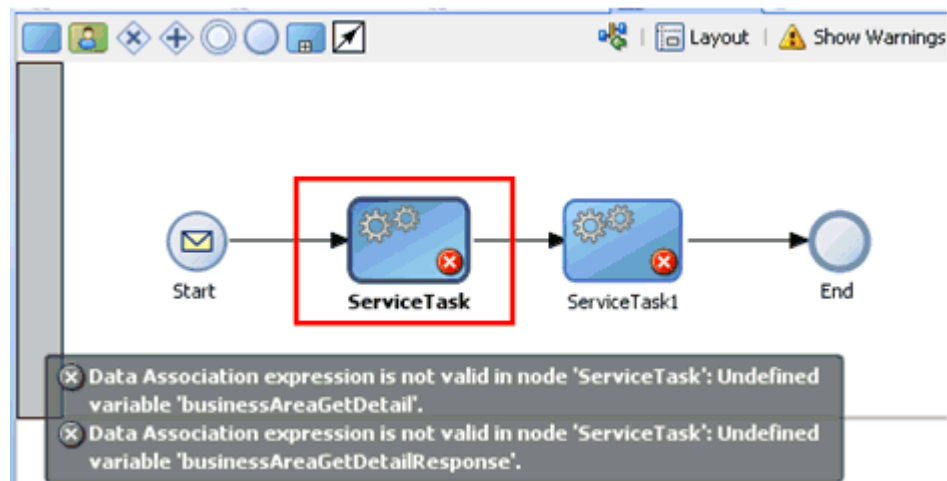 Layout
Show Warnings
Start
ServiceTask
ServiceTask1
End
Data Association expression is not valid in node 'ServiceTask': Undefined
variable 'businessAreaGetDetail'.
Data Association expression is not valid in node 'ServiceTask': Undefined
variable 'businessAreaGetDetailResponse'.